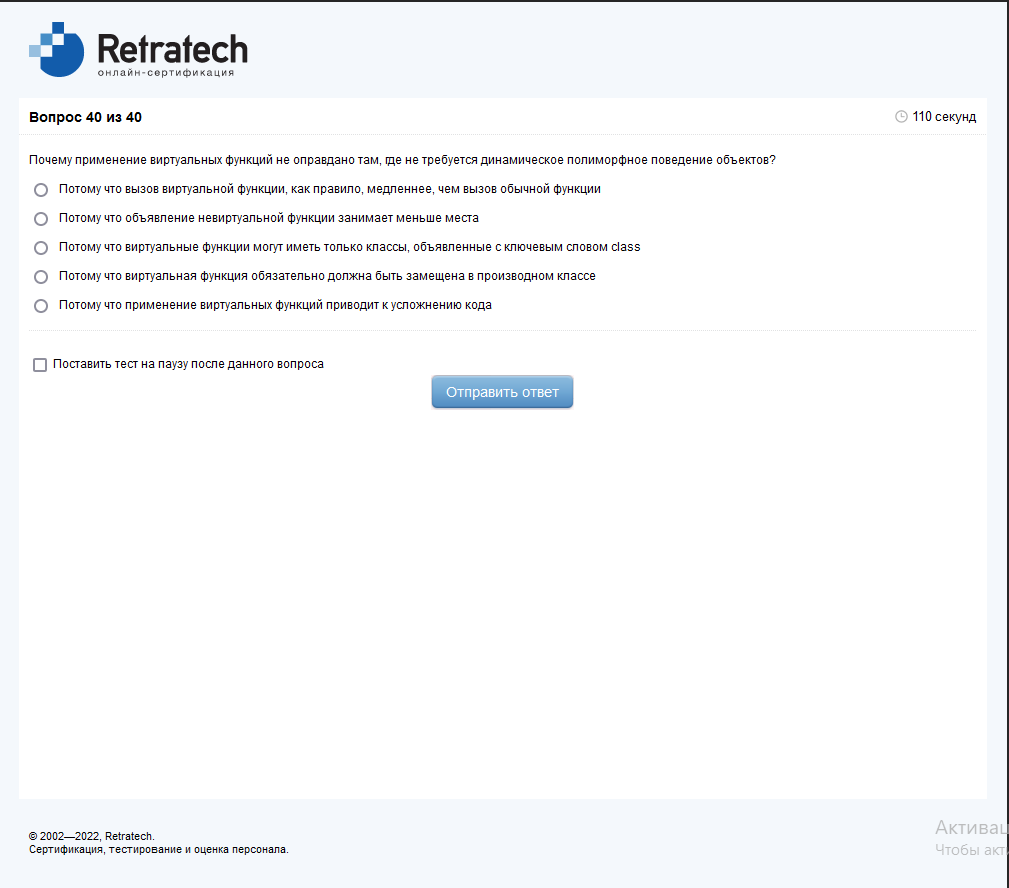 Retratech
онлайн-сертификация
Вопрос 40 из 40
110 секунд
Почему применение виртуальных функций не оправдано там, где не требуется динамическое полиморфное поведение объектов?
Потому что вызов виртуальной функции, как правило, медленнее, чем вызов обычной функции
Потому что объявление невиртуальной функции занимает меньше места
Потому что виртуальные функции могут иметь только классы, объявленные с ключевым словом class
Потому что виртуальная функция обязательно должна быть замещена в производном классе
Потому что применение виртуальных функций приводит к усложнению кода
Поставить тест на паузу после данного вопроса
Отправить ответ
© 2002—2022, Retratech.
Сертификация, тестирование и оценка персонала.
Активац
Чтобы акт